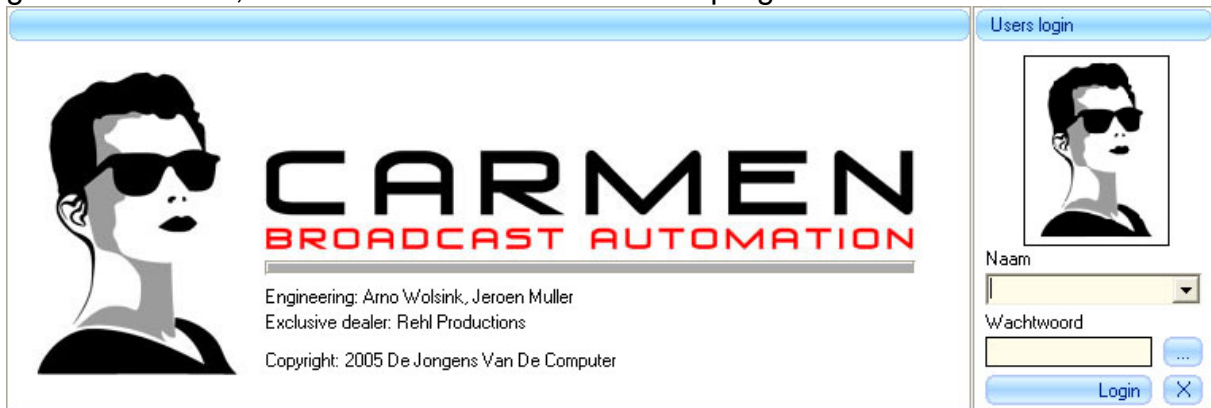 Users login
CARMEN
BROADCAST AUTOMATION
Engineering: Arno Wolsink, Jeroen Muller
Exclusive dealer: Rehl Productions
Copyright: 2005 De Jongens Van De Computer
Naam
Wachtwoord
...
Login X